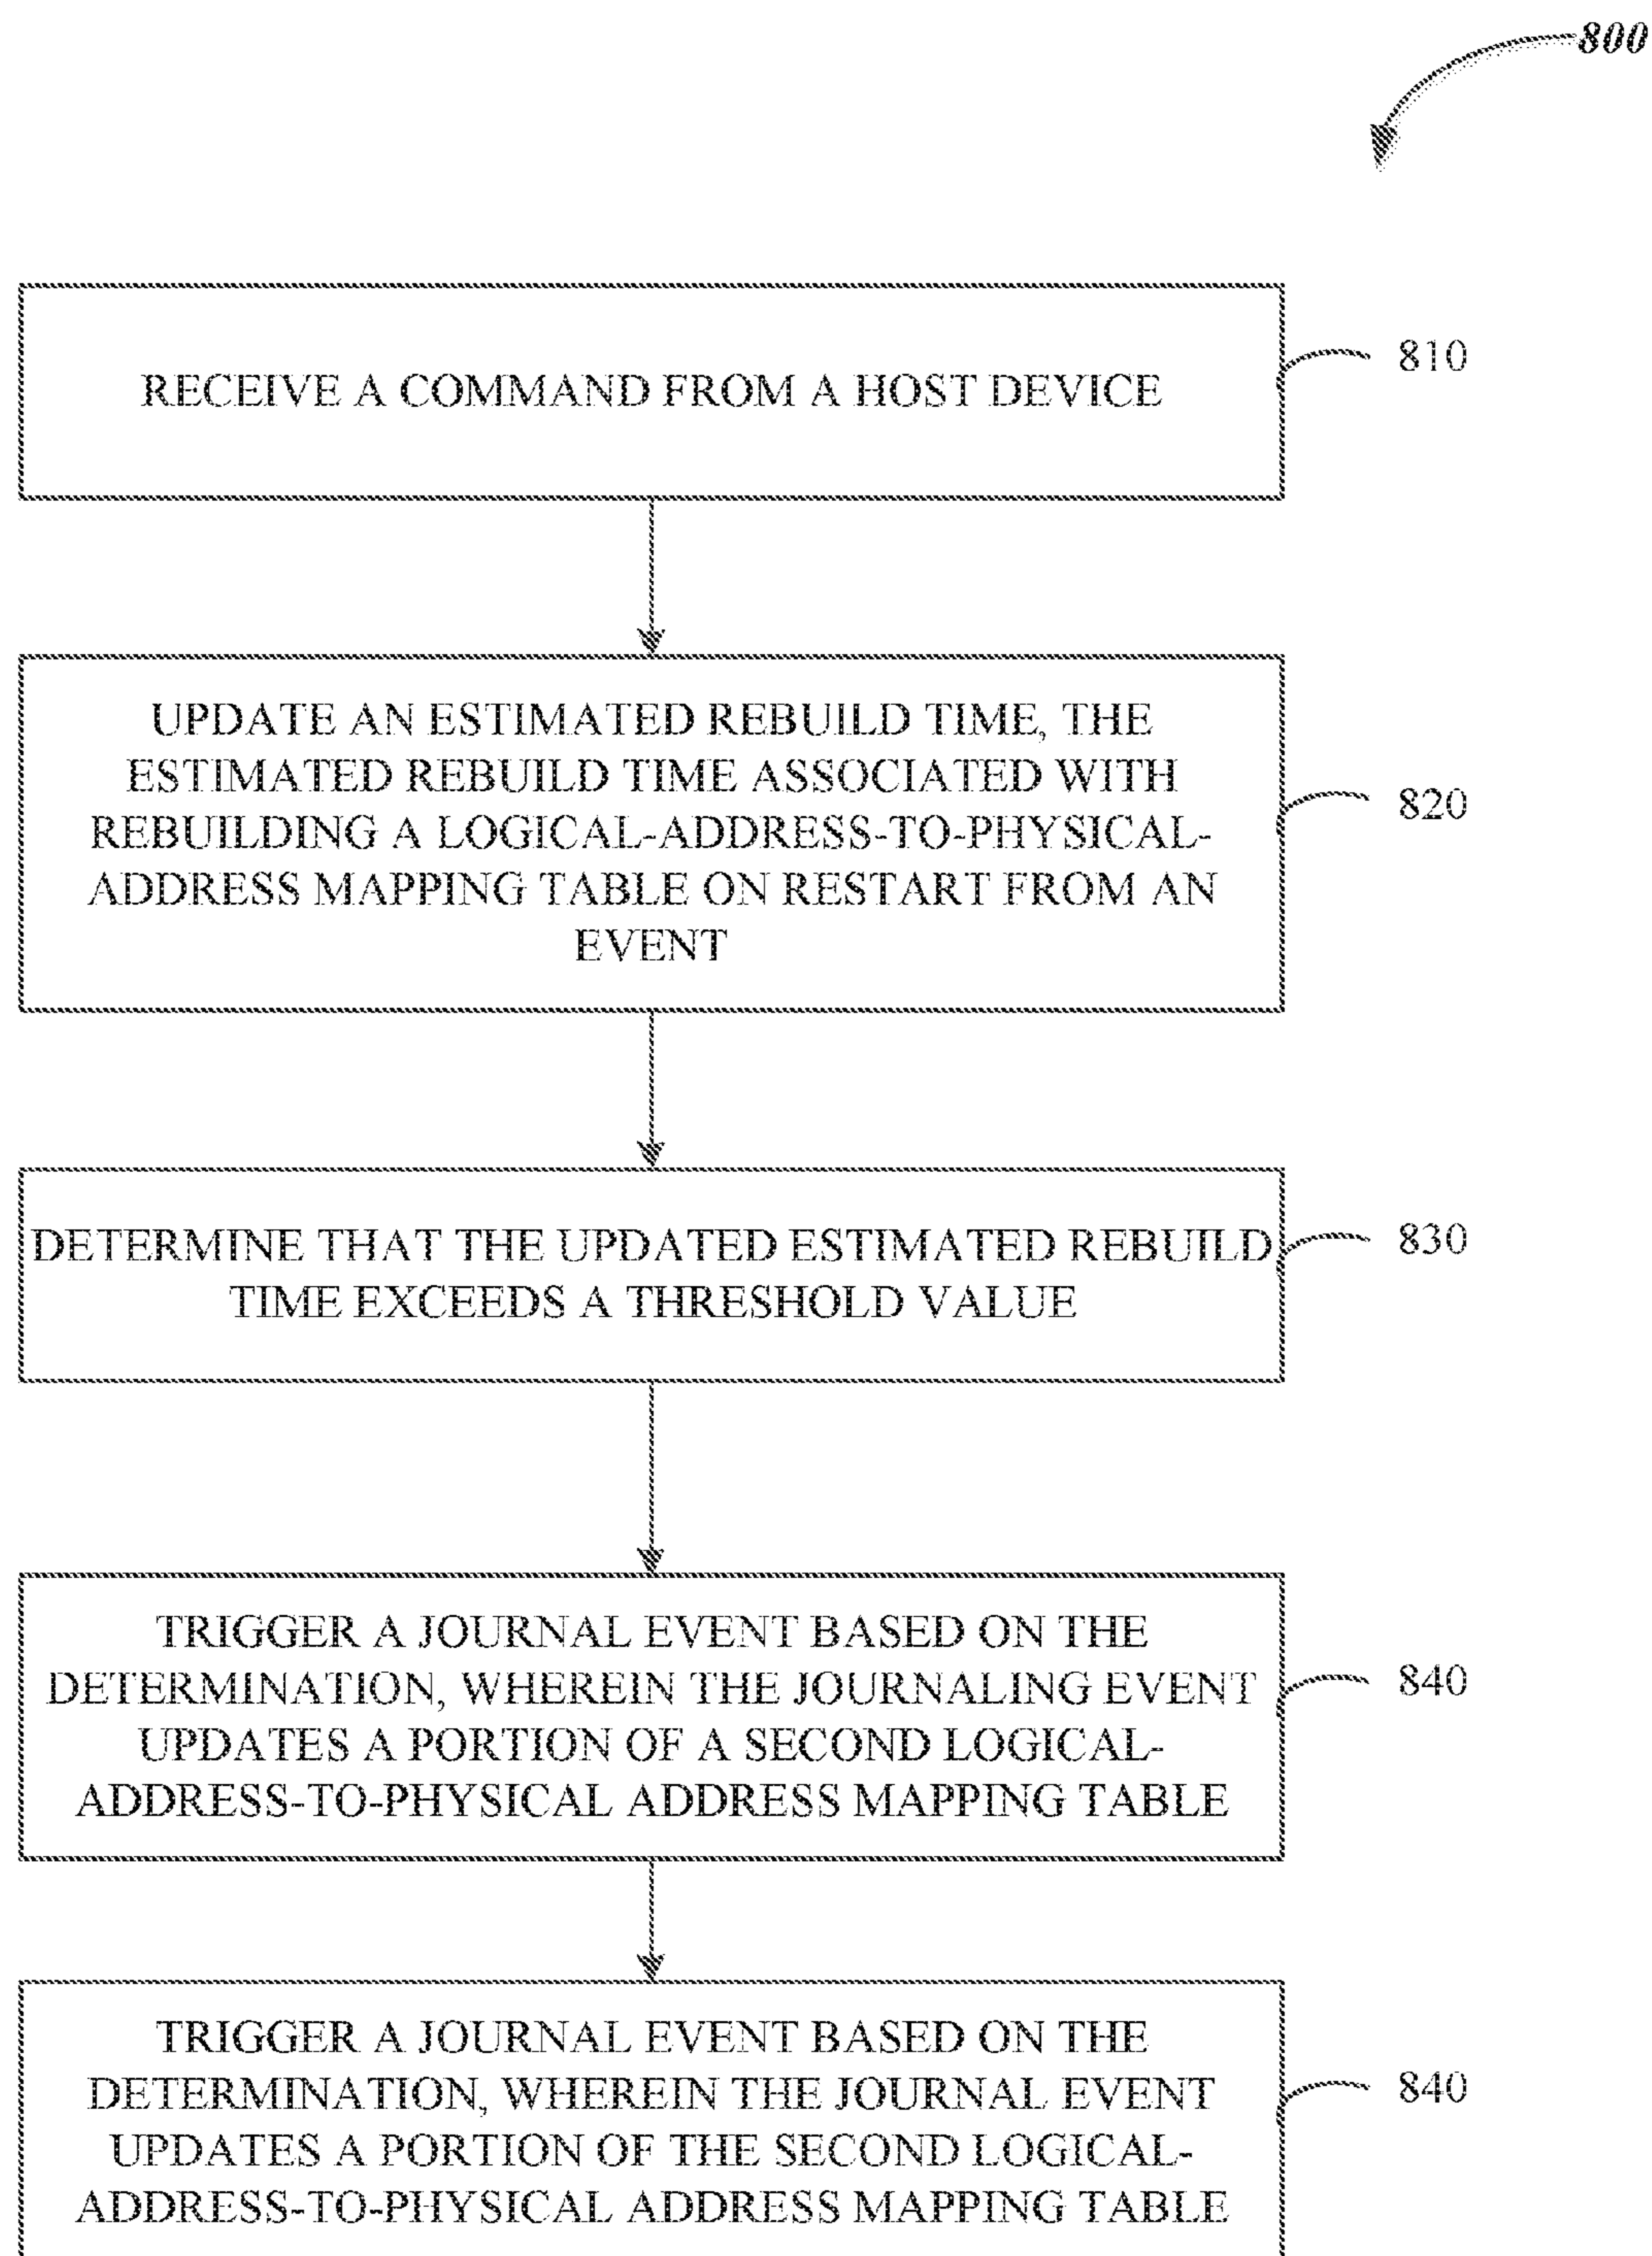 800
RECEIVE A COMMAND FROM A HOST DEVICE
810
UPDATE AN ESTIMATED REBUILD TIME, THE
ESTIMATED REBUILD TIME ASSOCIATED WITH
REBUILDING A LOGICAL-ADDRESS-TO-PHYSICAL-
ADDRESS MAPPING TABLE ON RESTART FROM AN
EVENT
820
DETERMINE THAT THE UPDATED ESTIMATED REBUILD
TIME EXCEEDS A THRESHOLD VALUE
830
TRIGGER A JOURNAL EVENT BASED ON THE
DETERMINATION, WHEREIN THE JOURNALING EVENT
UPDATES A PORTION OF A SECOND LOGICAL-
ADDRESS-TO-PHYSICAL ADDRESS MAPPING TABLE
840
TRIGGER A JOURNAL EVENT BASED ON THE
DETERMINATION, WHEREIN THE JOURNAL EVENT
UPDATES A PORTION OF THE SECOND LOGICAL-
ADDRESS-TO-PHYSICAL ADDRESS MAPPING TABLE
840